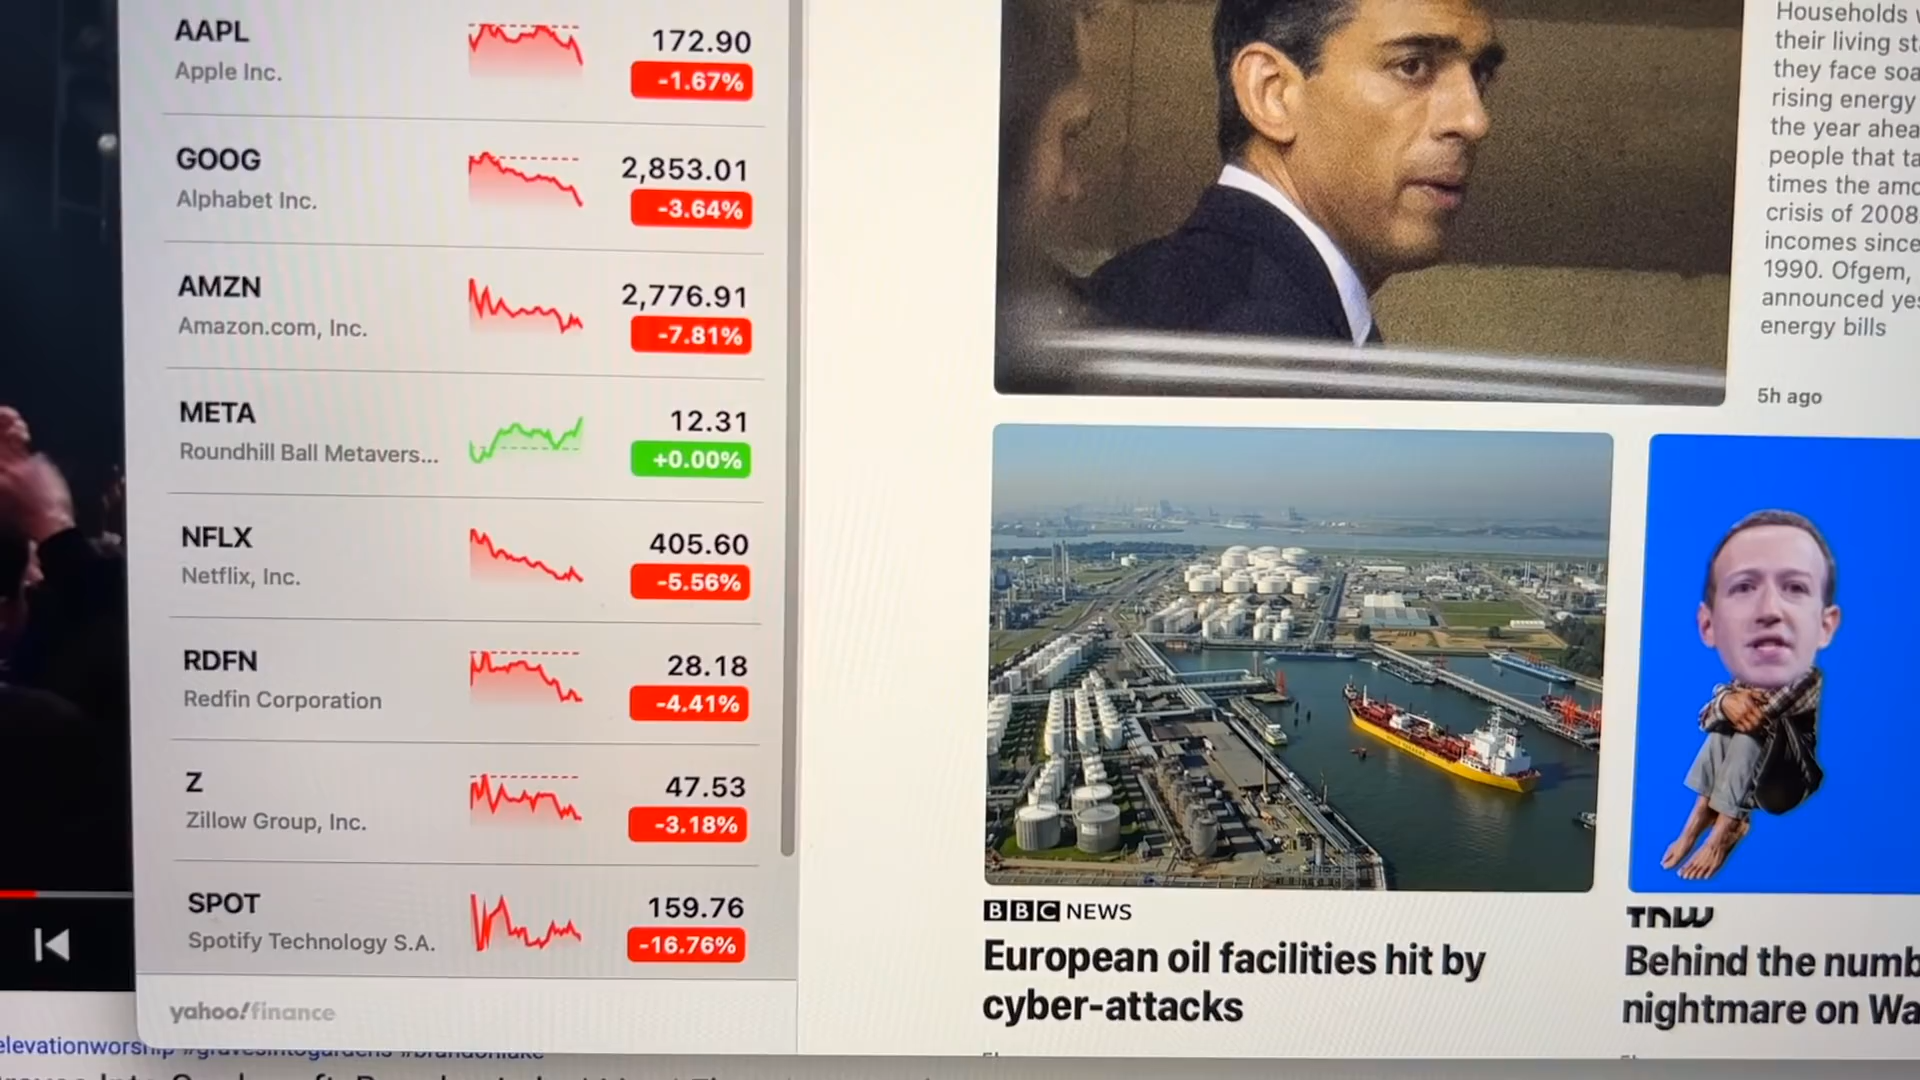 AAPL
Apple Inc.
172.90
-1.67%
GOOG
Alphabet Inc.
2,853.01
-3.64%
AMZN
Amazon.com, Inc.
2,776.91
-7.81%
META
Roundhill Ball Metavers...
12.31
+0.00%
NFLX
Netflix, Inc.
405.60
-5.56%
RDFN
Redfin Corporation
28.18
-4.41%
Z
Zillow Group, Inc.
47.53
-3.18%
SPOT
Spotify Technology S.A.
159.76
-16.76%
yahoo!finance
elevationworship #gravesintogardens #brandonlake
Households
their living
they face
rising energy
the year
people that
times the
crisis of 2008
incomes since
1990. Ofgem,
announced
energy bills
5h ago
BBC NEWS
European oil facilities hit by
cyber-attacks
TNW
Behind the
nightmare on